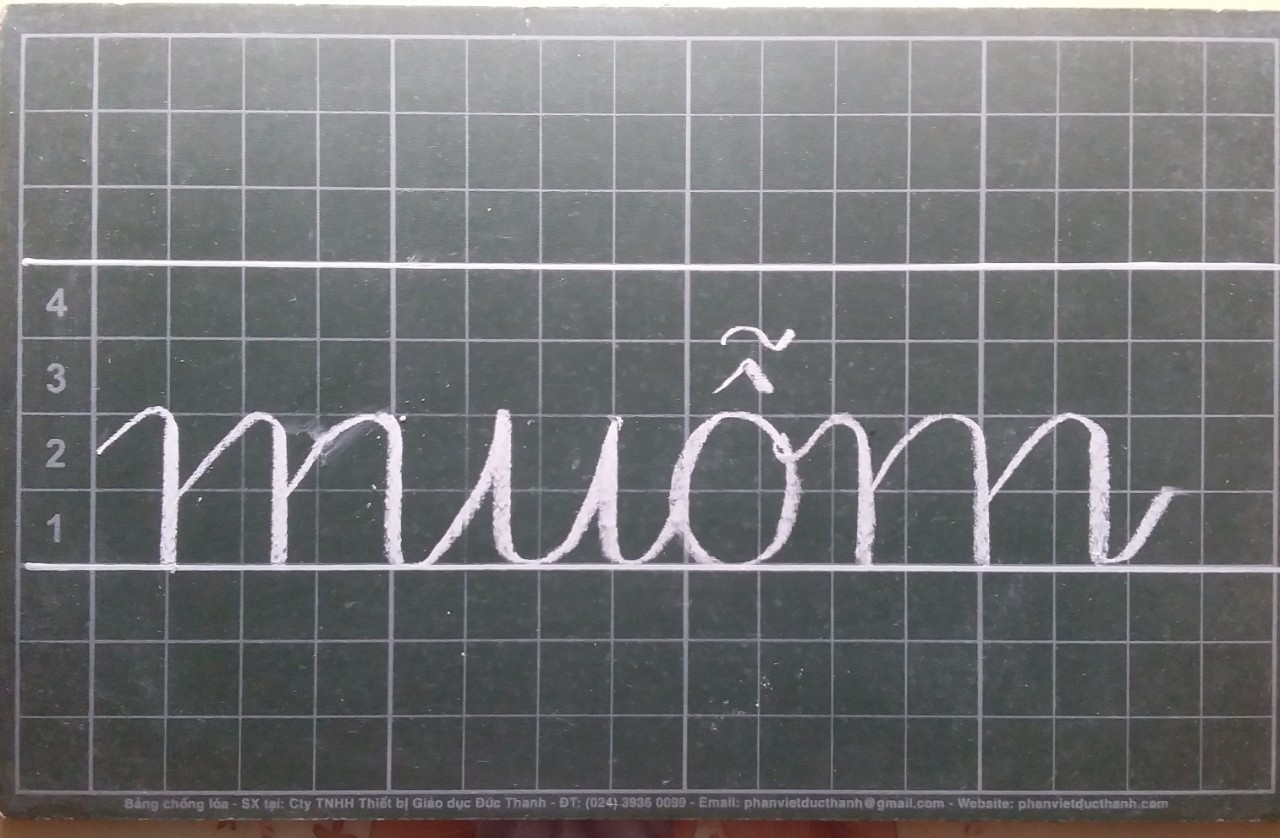 4
3
muỗm
2
1
Bảng chống lóa - SX tại: Cty TNHH Thiết bị Giáo dục Đức Thanh - ĐT: (024) 3936 0099 - Email: phanvietducthanh@gmail.com - Website: phanvietducthanh.com